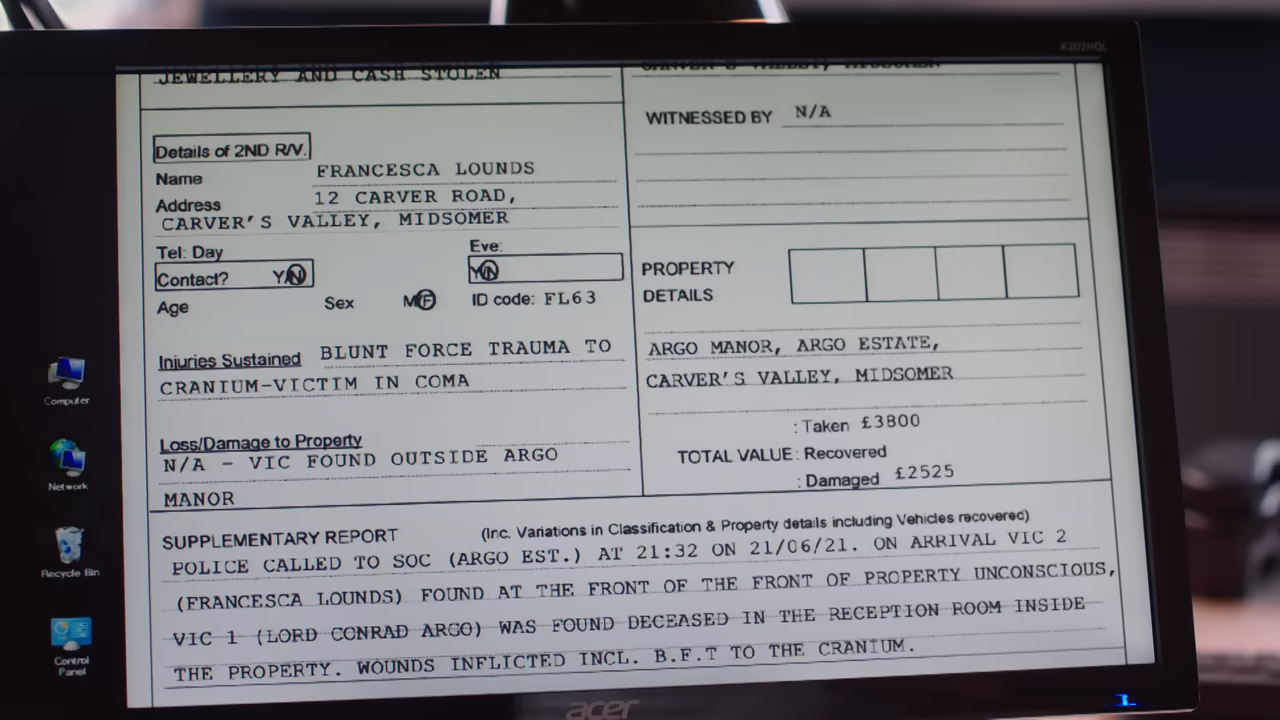 K202HQL
JEWELLERY AND CASH STOLEN
CARVER'S VALLEY, MIDSOMER
WITNESSED BY N/A
Details of 2ND R/V.
Name FRANCESCA LOUNDS
Address 12 CARVER ROAD,
CARVER'S VALLEY, MIDSOMER
Tel: Day Eve:
Contact? Y/N Y/N
Age Sex M/F ID code: FL63
Injuries Sustained BLUNT FORCE TRAUMA TO
CRANIUM-VICTIM IN COMA
Loss/Damage to Property
N/A - VIC FOUND OUTSIDE ARGO
MANOR
PROPERTY
DETAILS
ARGO MANOR, ARGO ESTATE,
CARVER'S VALLEY, MIDSOMER
: Taken £3800
TOTAL VALUE : Recovered
: Damaged £2525
SUPPLEMENTARY REPORT (Inc. Variations in Classification & Property details including Vehicles recovered)
POLICE CALLED TO SOC (ARGO EST.) AT 21:32 ON 21/06/21. ON ARRIVAL VIC 2
(FRANCESCA LOUNDS) FOUND AT THE FRONT OF THE FRONT OF PROPERTY UNCONSCIOUS,
VIC 1 (LORD CONRAD ARGO) WAS FOUND DECEASED IN THE RECEPTION ROOM INSIDE
THE PROPERTY. WOUNDS INFLICTED INCL. B.F.T TO THE CRANIUM.
Computer
Network
Recycle Bin
Control
Panel
acer